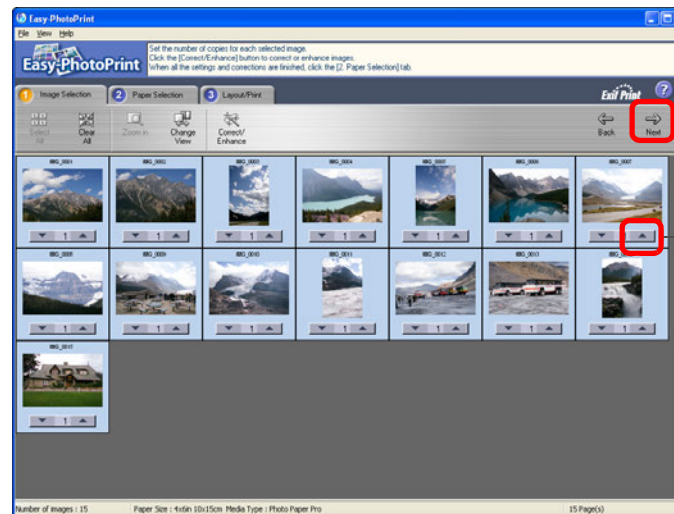 Easy-PhotoPrint
File View Help
Easy-PhotoPrint
Set the number of copies for each selected image.
Click the [Correct/Enhance] button to correct or enhance images.
When all the settings and corrections are finished, click the [2. Paper Selection] tab.
1 Image Selection 2 Paper Selection 3 Layout/Print Exif Print ?
Select All Clear All Zoom in Change View Correct/ Enhance Back Next
IMG_0001 IMG_0002 IMG_0003 IMG_0004 IMG_0005 IMG_0006 IMG_0007
1 1 1 1 1 1
IMG_0008 IMG_0009 IMG_0010 IMG_0011 IMG_0012 IMG_0013
1 1 1 1 1 1 1
IMG_0015
1
Number of images : 15 Paper Size : 4x6in 10x15cm Media Type : Photo Paper Pro 15 Page(s)